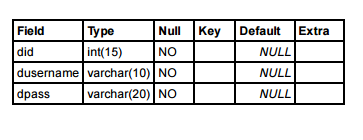 Field Type Null Key Default Extra
did int(15) NO NULL
dusername varchar(10) NO NULL
dpass varchar(20) NO NULL